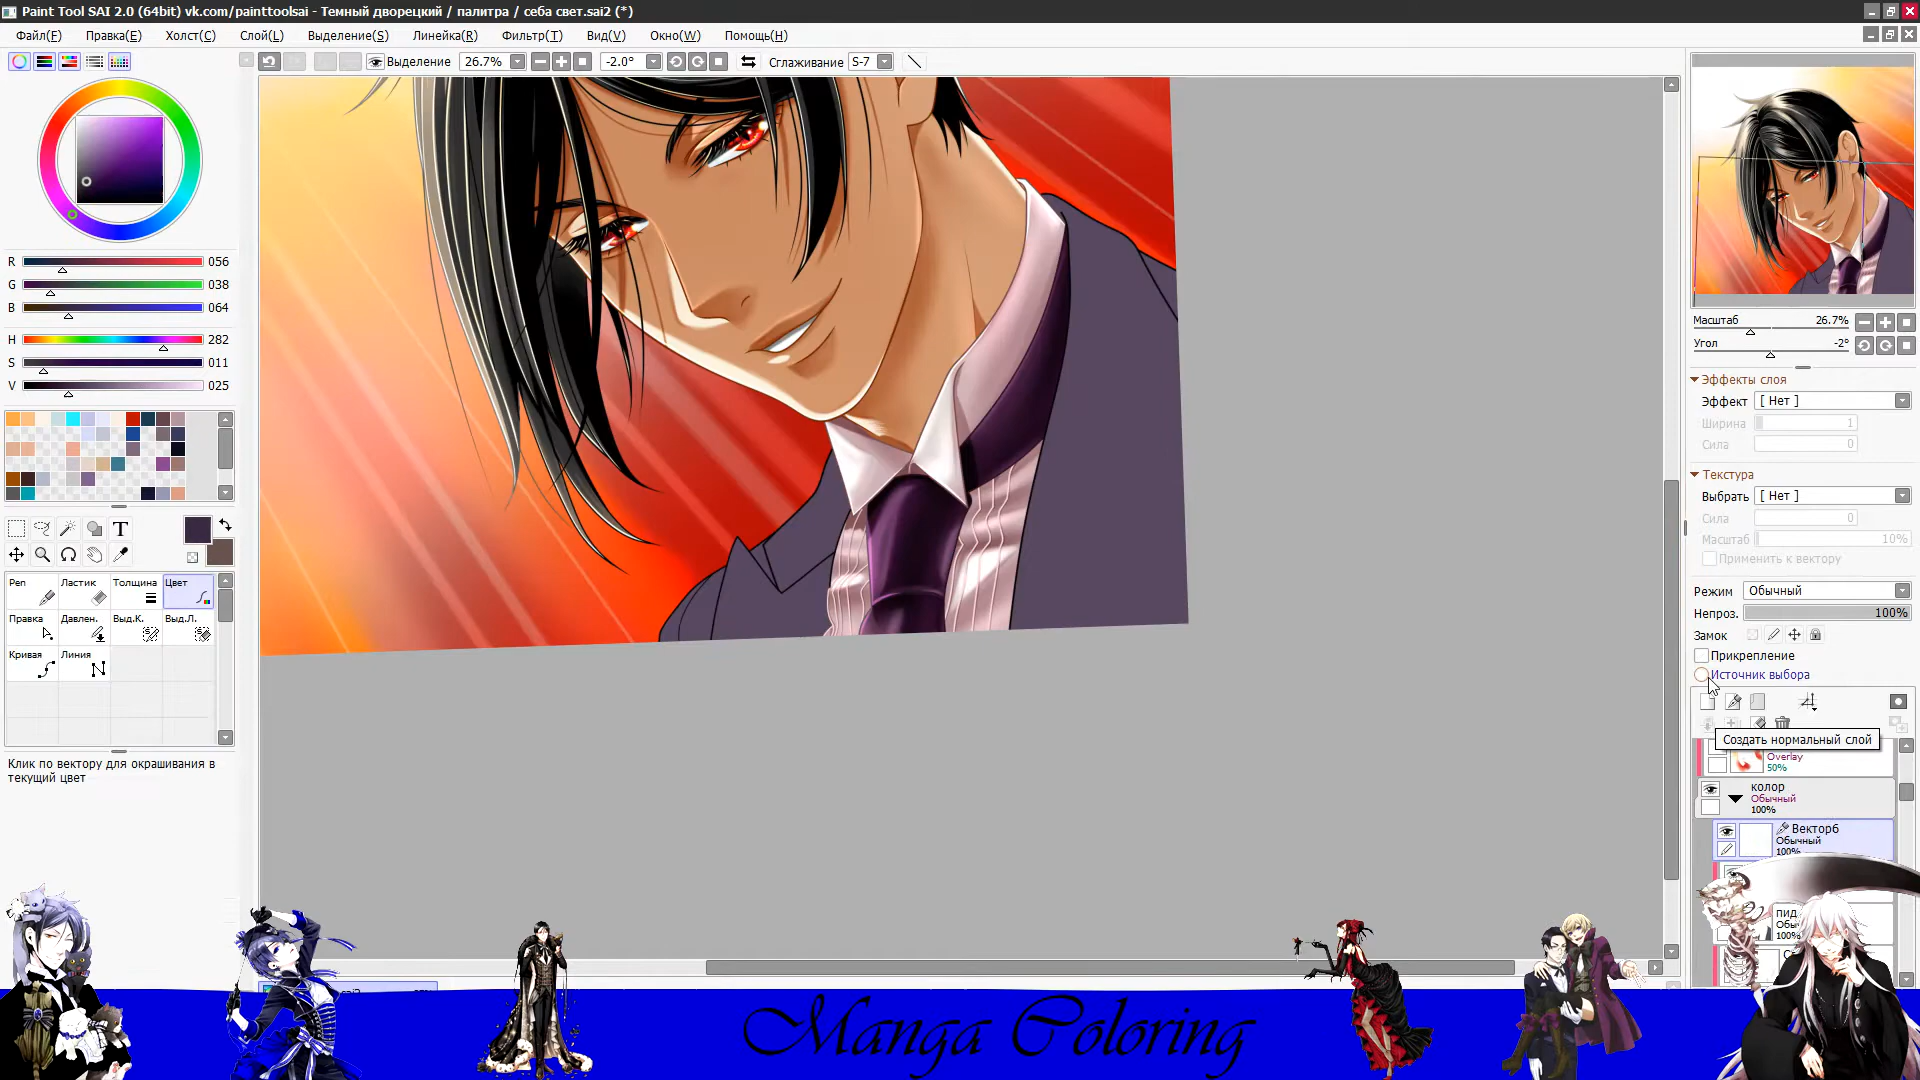 Paint Tool SAI 2.0 (64bit) vk.com/painttoolsai - Темный дворецкий / палитра / себа свет.sai2 (*)
Файл(F) Правка(E) Холст(C) Слой(L) Выделение(S) Линейка(R) Фильтр(T) Вид(V) Окно(W) Помощь(H)
Выделение 26.7% -2.0° Сглаживание S-7
R 056
G 038
B 064
H 282
S 011
V 025
T
Pen Ластик Толщина Цвет
Правка Давлен. Выд.К. Выд.Л.
Кривая Линия
Клик по вектору для окрашивания в
текущий цвет
Масштаб 26.7%
Угол -2°
Эффекты слоя
Эффект [ Нет ]
Ширина 1
Сила 0
Текстура
Выбрать [ Нет ]
Сила 0
Масштаб 10%
Применить к вектору
Режим Обычный
Непроз. 100%
Замок
Прикрепление
Источник выбора
Создать нормальный слой
Overlay
50%
колор
Обычный
100%
Вектор6
Обычный
100%
пид
Обы
100%
Manga Coloring